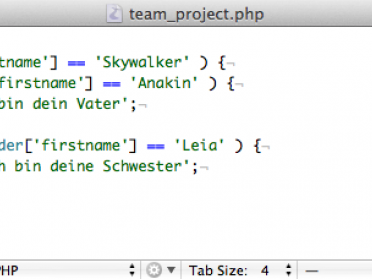 team_project.php
tname'] == 'Skywalker' ) {¬
firstname'] == 'Anakin' ) {¬
bin dein Vater';¬
der['firstname'] == 'Leia' ) {¬
h bin deine Schwester';¬
PHP Tab Size: 4 —